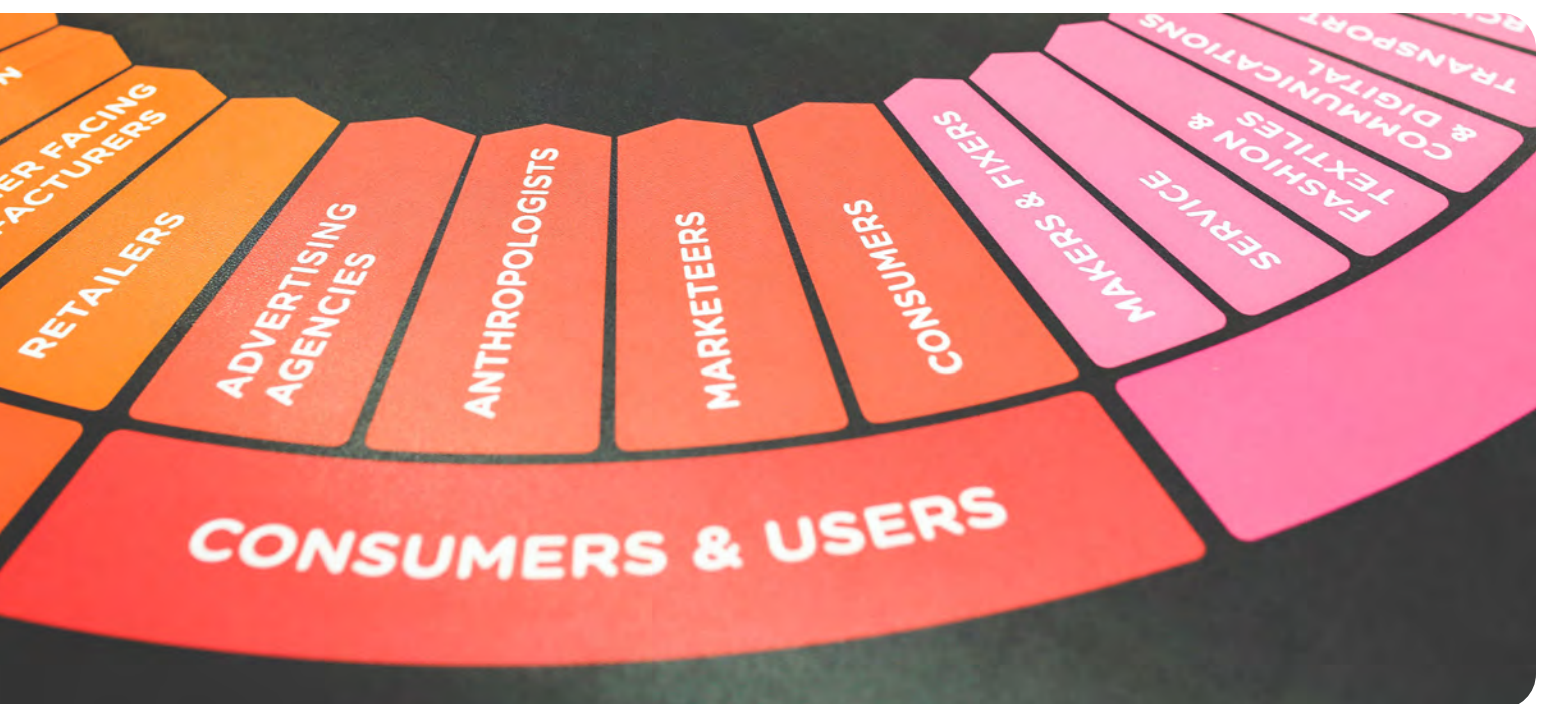 ER FACING
FACTURERS
RETAILERS
ADVERTISING
AGENCIES
ANTHROPOLOGISTS
MARKETEERS
CONSUMERS
MAKERS & FIXERS
SERVICE
FASHION &
TEXTILES
COMMUNICATIONS
& DIGITAL
TRANSPORT
CONSUMERS & USERS